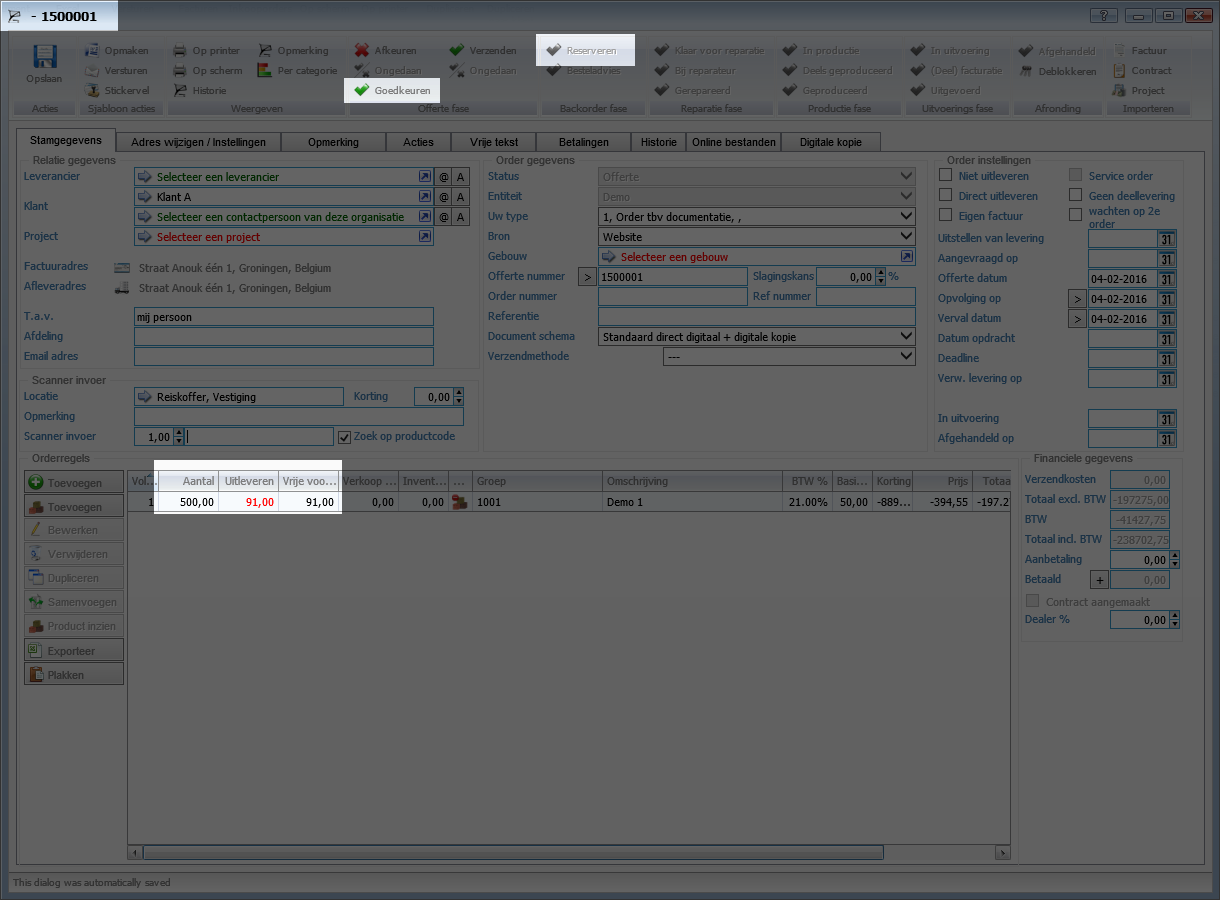 - 1500001
Opslaan
Opmaken
Versturen
Stickervel
Op printer
Op scherm
Historie
Opmerking
Per categorie
Afkeuren
Ongedaan
Goedkeuren
Verzenden
Ongedaan
Reserveren
Besteladvies
Klaar voor reparatie
Bij reparateur
Gerepareerd
In productie
Deels geproduceerd
Geproduceerd
In uitvoering
(Deel) facturatie
Uitgevoerd
Afgehandeld
Deblokkeren
Factuur
Contract
Project
Acties Sjabloon acties Weergeven Offerte fase Backorder fase Reparatie fase Productie fase Uitvoerings fase Afronding Importeren
Stamgegevens Adres wijzigen / Instellingen Opmerking Acties Vrije tekst Betalingen Historie Online bestanden Digitale kopie
Relatie gegevens
Leverancier Selecteer een leverancier @ A
Klant Klant A @ A
Selecteer een contactpersoon van deze organisatie @ A
Project Selecteer een project
Factuuradres Straat Anouk één 1, Groningen, Belgium
Afleveradres Straat Anouk één 1, Groningen, Belgium
T.a.v. mij persoon
Afdeling
Email adres
Scanner invoer
Locatie Reiskoffer, Vestiging Korting 0,00
Opmerking
Scanner invoer 1,00 Zoek op productcode
Order gegevens
Status Offerte
Entiteit Demo
Uw type 1, Order tbv documentatie, ,
Bron Website
Gebouw Selecteer een gebouw
Offerte nummer > 1500001 Slagingskans 0,00 %
Order nummer Ref nummer
Referentie
Document schema Standaard direct digitaal + digitale kopie
Verzendmethode ---
Order instellingen
Niet uitleveren Service order
Direct uitleveren Geen deellevering
Eigen factuur wachten op 2e
order
Uitstellen van levering 31
Aangevraagd op 31
Offerte datum 04-02-2016 31
Opvolging op > 04-02-2016 31
Verval datum > 04-02-2016 31
Datum opdracht 31
Deadline 31
Verw. levering op 31
In uitvoering 31
Afgehandeld op 31
Orderregels
Toevoegen
Toevoegen
Bewerken
Verwijderen
Dupliceren
Samenvoegen
Product inzien
Exporteer
Plakken
Vol... Aantal Uitleveren Vrije voo... Verkoop ... Invent... ... Groep Omschrijving BTW % Basi... Korting Prijs Totaa
1 500,00 91,00 91,00 0,00 0,00 1001 Demo 1 21.00% 50,00 -889... -394,55 -197.2
Financiele gegevens
Verzendkosten 0,00
Totaal excl. BTW -197275,00
BTW -41427,75
Totaal incl. BTW -238702,75
Aanbetaling 0,00
Betaald + 0,00
Contract aangemaakt
Dealer % 0,00
This dialog was automatically saved